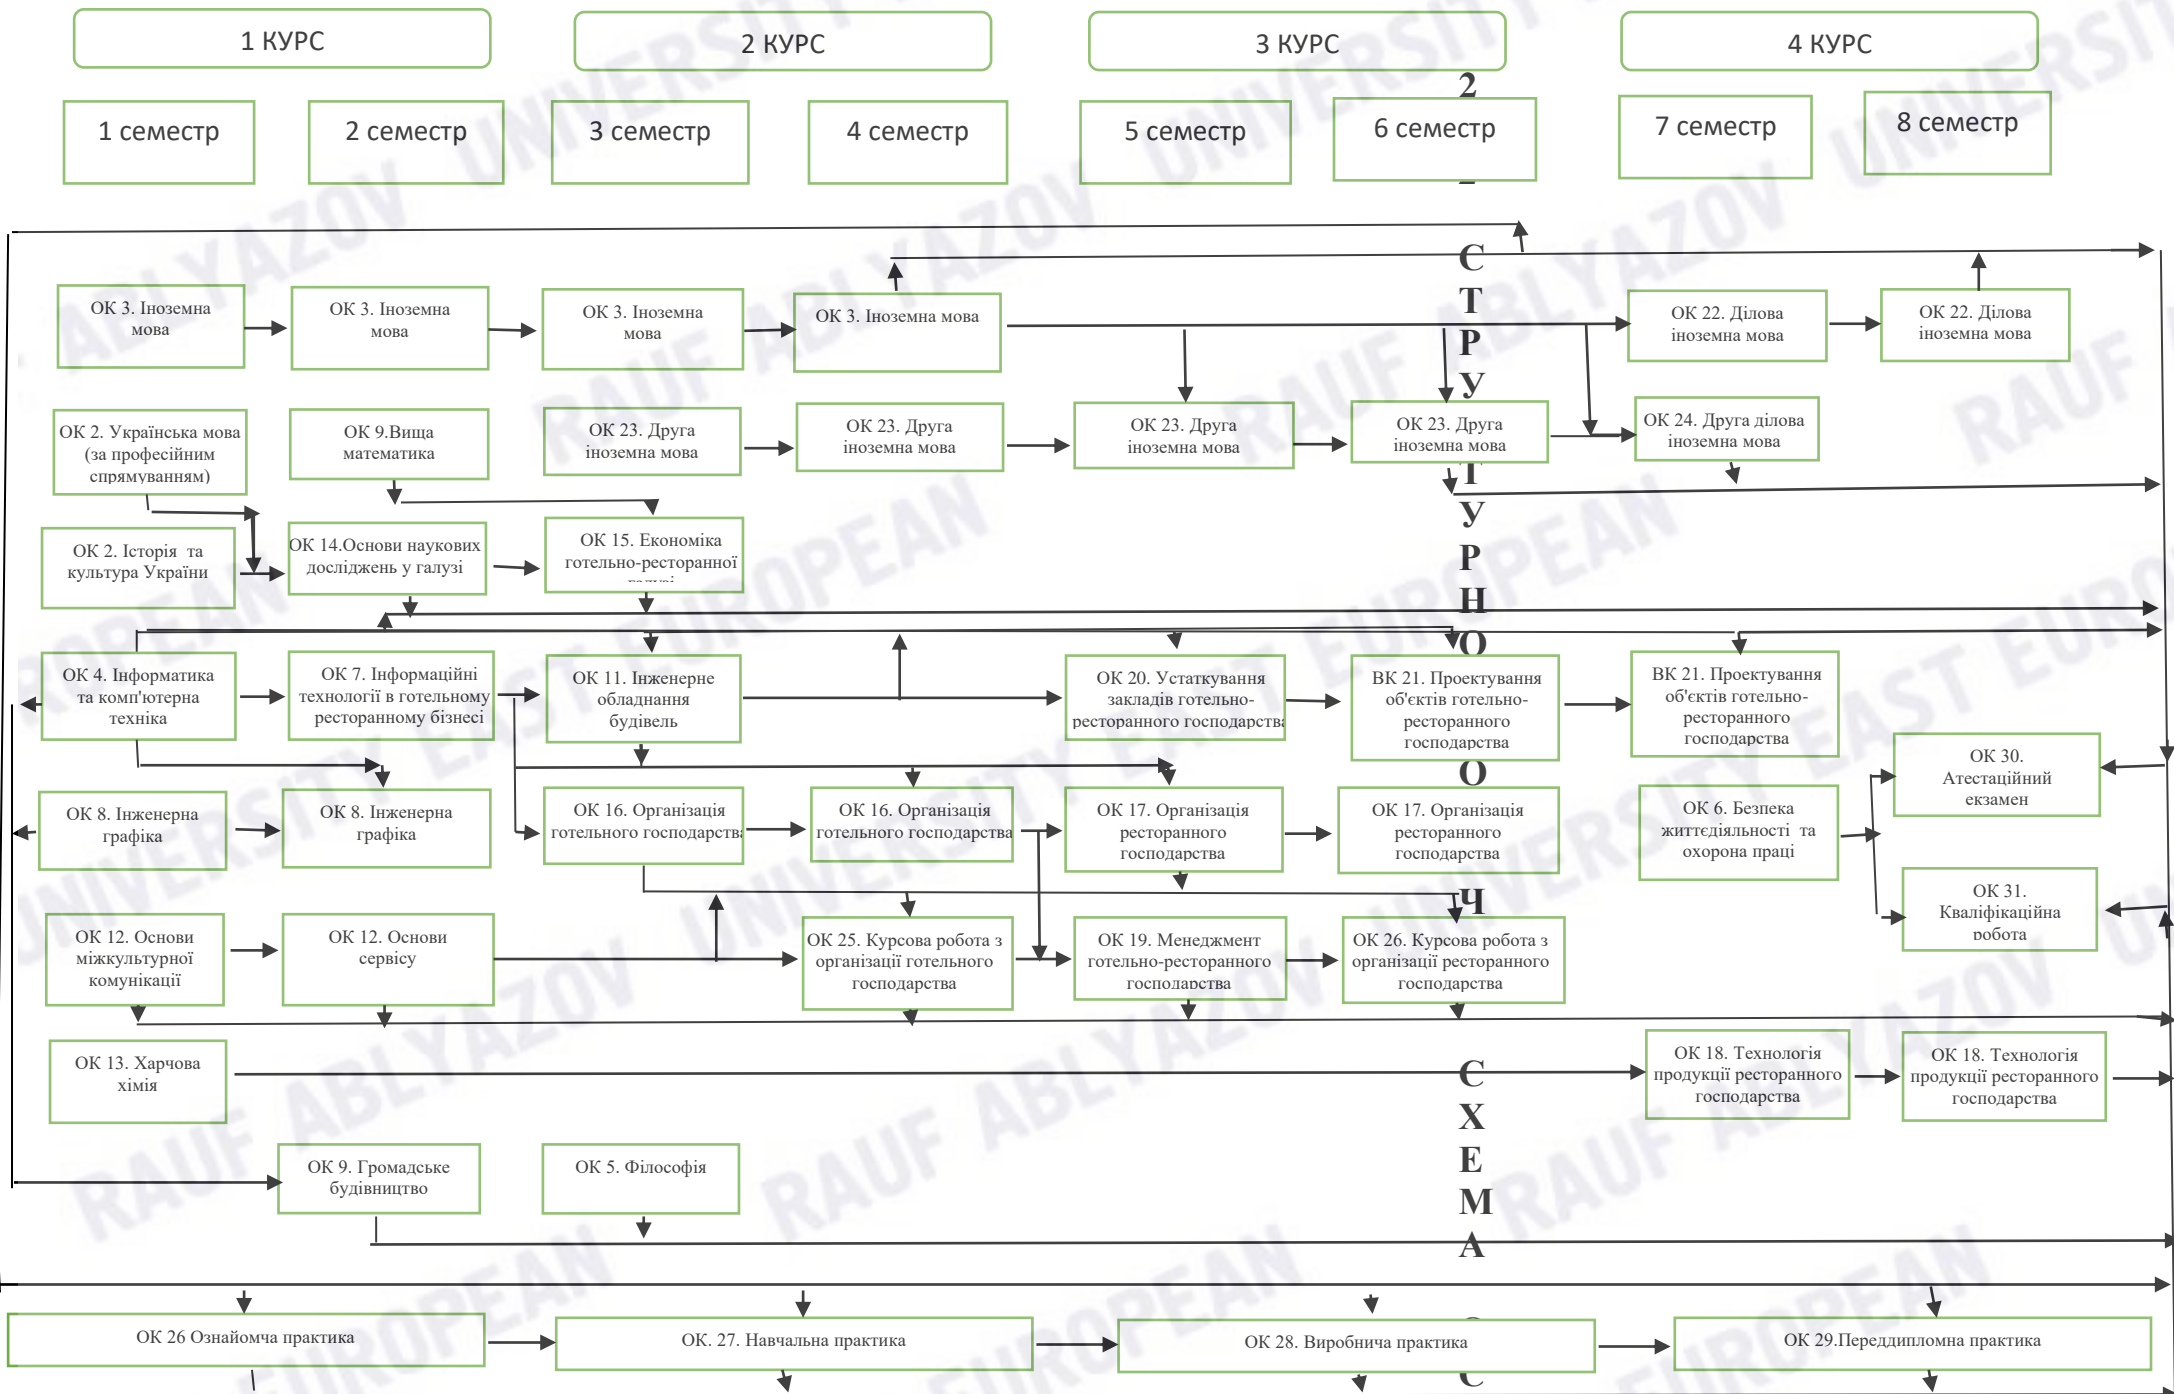 1 КУРС
2 КУРС
3 КУРС
4 КУРС
2
1 семестр
2 семестр
3 семестр
4 семестр
5 семестр
6 семестр
7 семестр
8 семестр
С
Т
Р
У
Т
У
Р
Н
О
О
Ч
С
Х
Е
М
А
ОК 3. Іноземна
мова
ОК 3. Іноземна
мова
ОК 3. Іноземна
мова
ОК 3. Іноземна мова
ОК 22. Ділова
іноземна мова
ОК 22. Ділова
іноземна мова
ОК 2. Українська мова
(за професійним
спрямуванням)
ОК 9.Вища
математика
ОК 23. Друга
іноземна мова
ОК 23. Друга
іноземна мова
ОК 23. Друга
іноземна мова
ОК 23. Друга
іноземна мова
ОК 24. Друга ділова
іноземна мова
ОК 2. Історія та
культура України
ОК 14.Основи наукових
досліджень у галузі
ОК 15. Економіка
готельно-ресторанної
галузі
ОК 4. Інформатика
та комп'ютерна
техніка
ОК 7. Інформаційні
технології в готельному
ресторанному бізнесі
ОК 11. Інженерне
обладнання
будівель
ОК 20. Устаткування
закладів готельно-
ресторанного господарства
ВК 21. Проектування
об'єктів готельно-
ресторанного
господарства
ВК 21. Проектування
об'єктів готельно-
ресторанного
господарства
ОК 30.
Атестаційний
екзамен
ОК 8. Інженерна
графіка
ОК 8. Інженерна
графіка
ОК 16. Організація
готельного господарства
ОК 16. Організація
готельного господарства
ОК 17. Організація
ресторанного
господарства
ОК 17. Організація
ресторанного
господарства
ОК 6. Безпека
життєдіяльності та
охорона праці
ОК 31.
Кваліфікаційна
робота
ОК 12. Основи
міжкультурної
комунікації
ОК 12. Основи
сервісу
ОК 25. Курсова робота з
організації готельного
господарства
ОК 19. Менеджмент
готельно-ресторанного
господарства
ОК 26. Курсова робота з
організації ресторанного
господарства
ОК 13. Харчова
хімія
ОК 18. Технологія
продукції ресторанного
господарства
ОК 18. Технологія
продукції ресторанного
господарства
ОК 9. Громадське
будівництво
ОК 5. Філософія
ОК 26 Ознайомча практика
ОК. 27. Навчальна практика
ОК 28. Виробнича практика
ОК 29.Переддипломна практика
RAUF ABLYAZOV EAST EUROPEAN UNIVERSITY